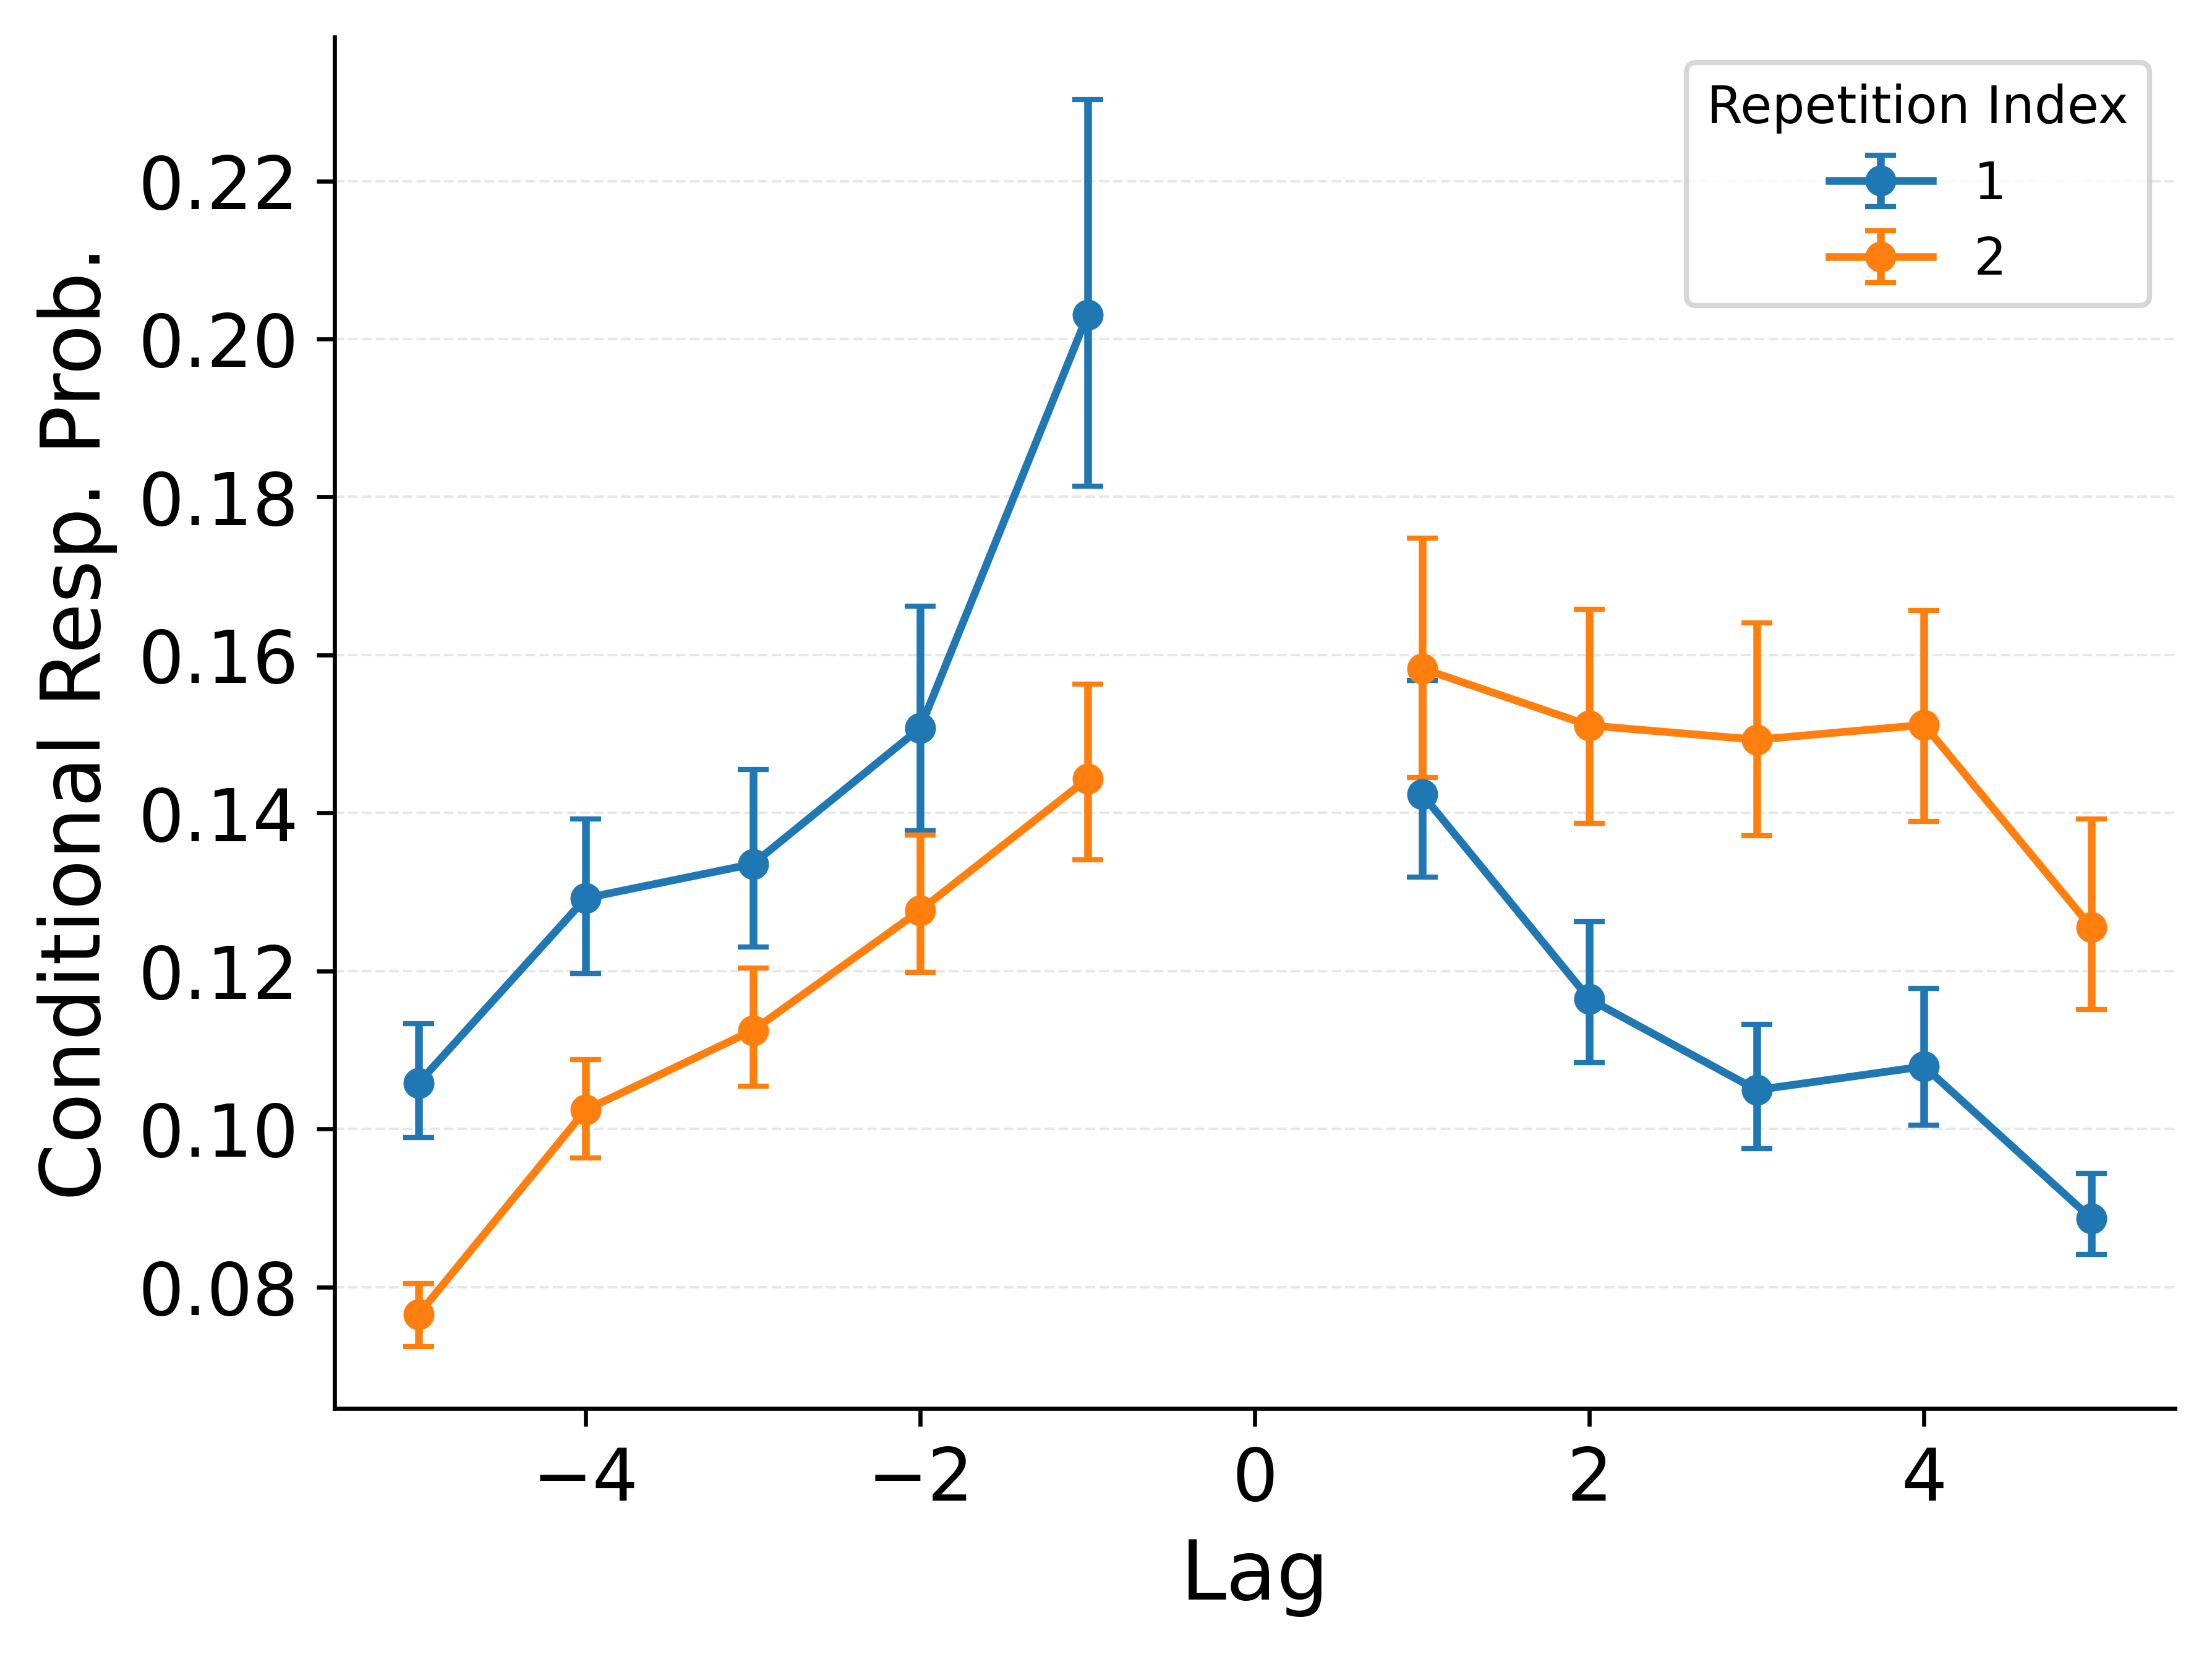 Repetition Index
1
2
Conditional Resp. Prob.
0.22
0.20
0.18
0.16
0.14
0.12
0.10
0.08
−4 −2 0 2 4
Lag